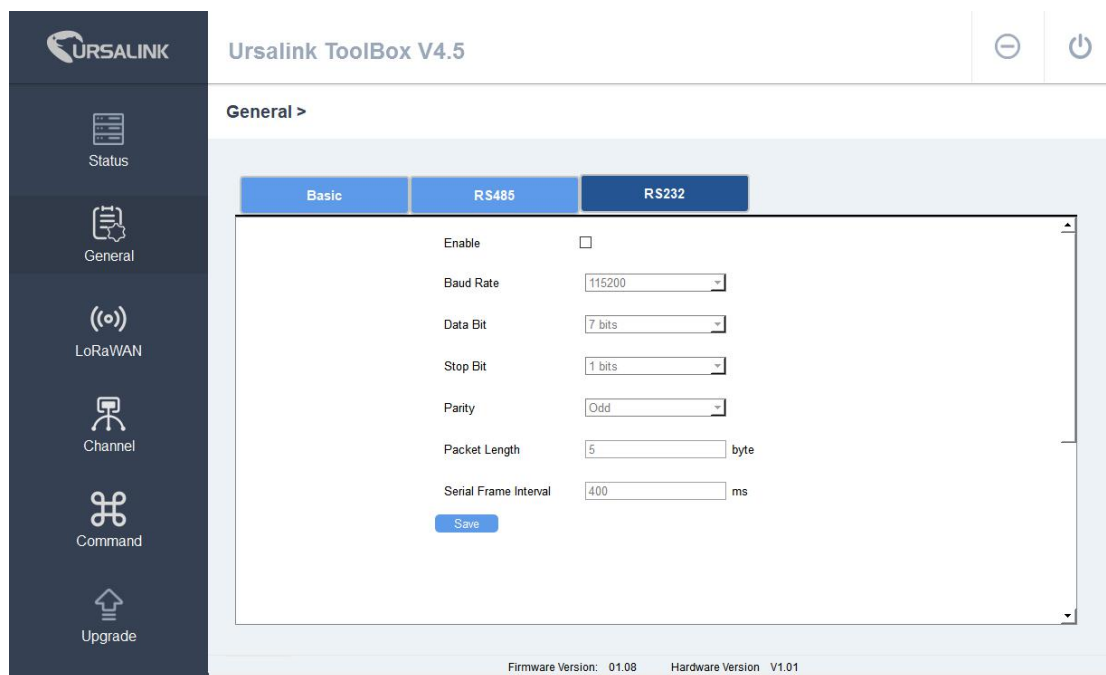 URSALINK
Ursalink ToolBox V4.5
General >
Status
General
LoRaWAN
Channel
Command
Upgrade
Basic RS485 RS232
Enable
Baud Rate 115200
Data Bit 7 bits
Stop Bit 1 bits
Parity Odd
Packet Length 5 byte
Serial Frame Interval 400 ms
Save
Firmware Version: 01.08 Hardware Version V1.01